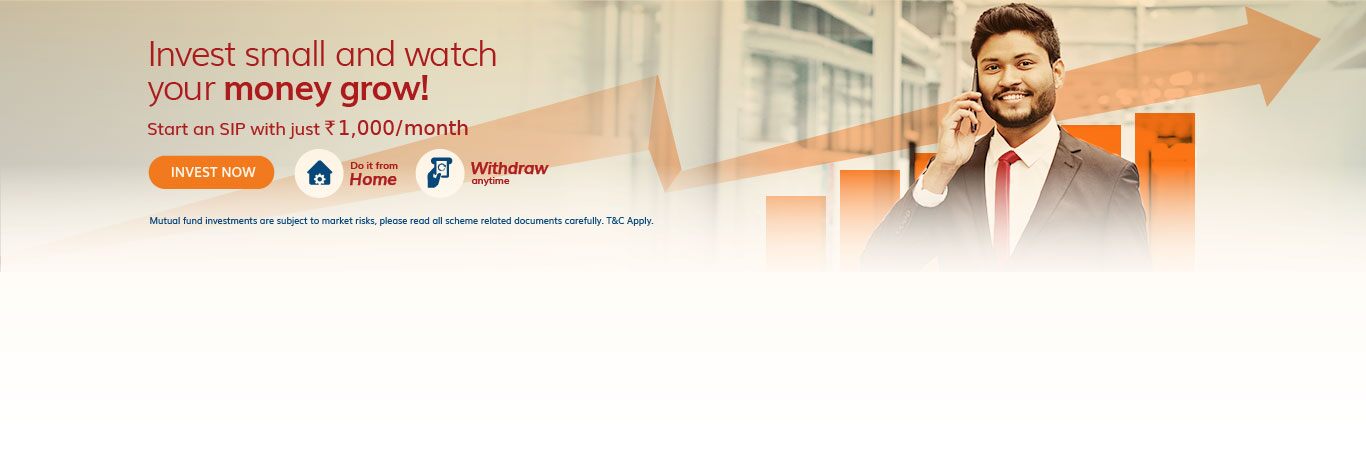 Invest small and watch
your money grow!
Start an SIP with just ₹1,000/month
INVEST NOW
Do it from
Home
Withdraw
anytime
Mutual fund investments are subject to market risks, please read all scheme related documents carefully. T&C Apply.